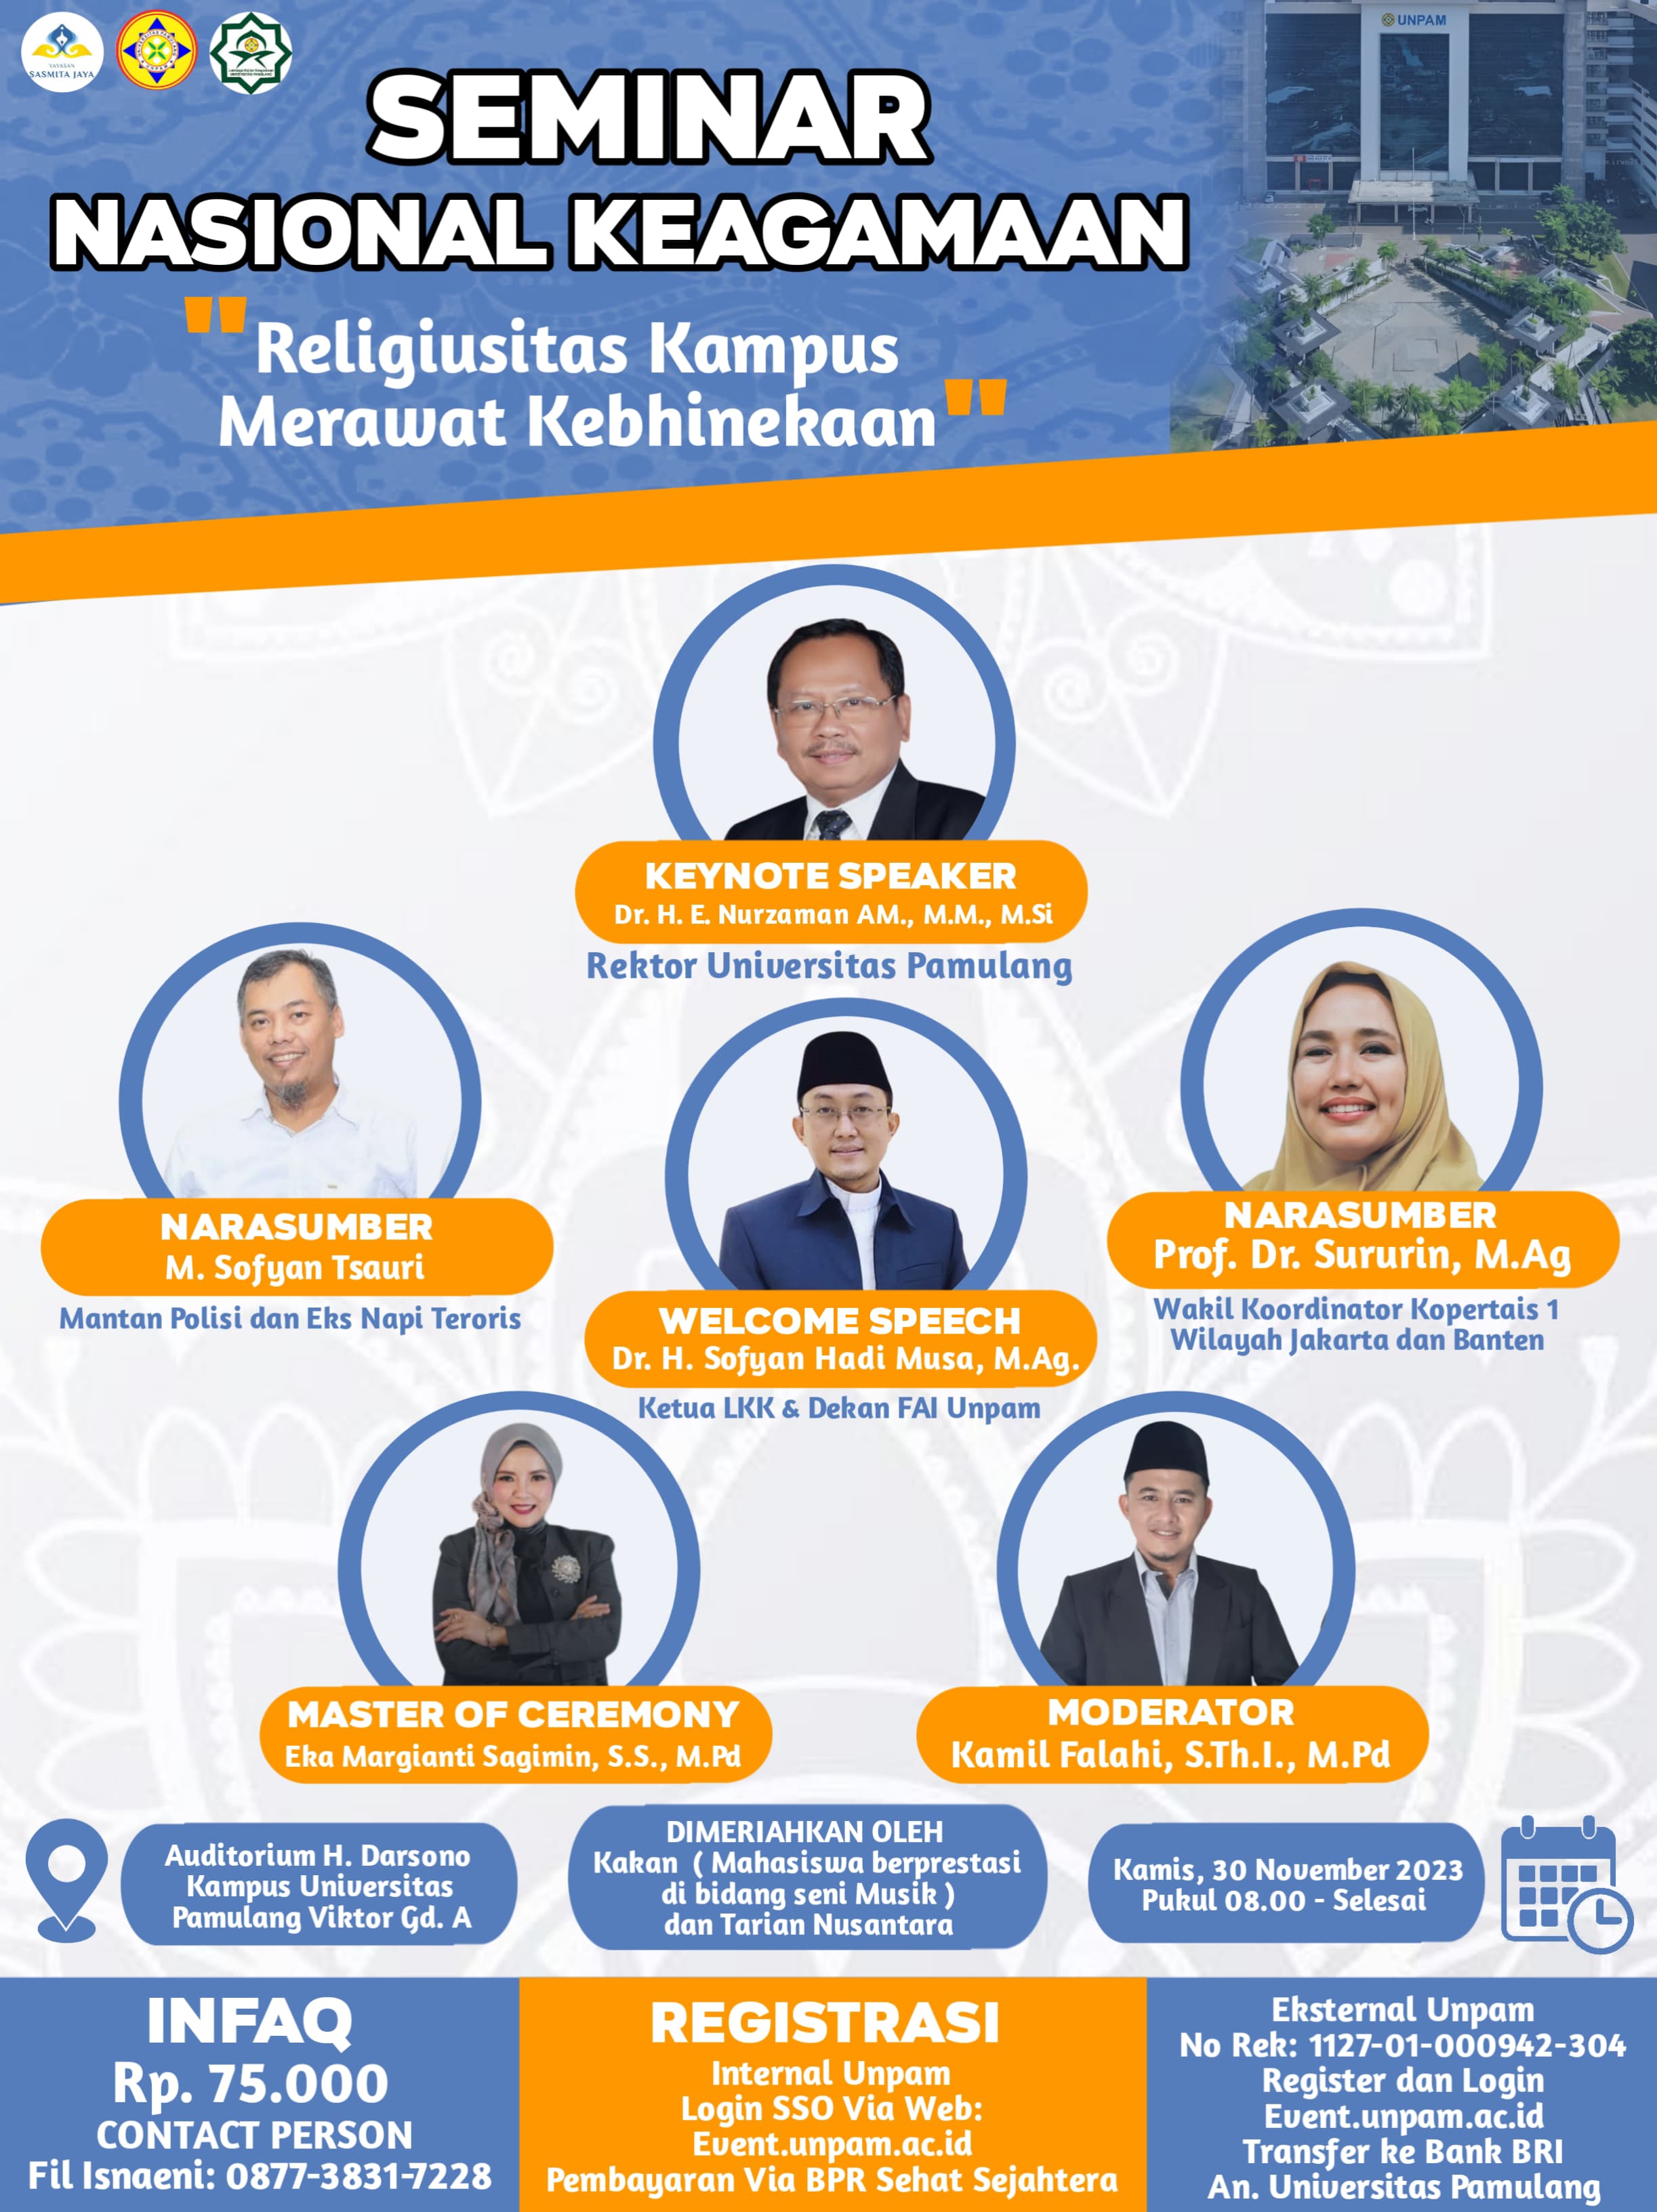 YAYASAN
SASMITA JAYA
UNPAM
SEMINAR
NASIONAL KEAGAMAAN
"Religiusitas Kampus
Merawat Kebhinekaan"
KEYNOTE SPEAKER
Dr. H. E. Nurzaman AM., M.M., M.Si
Rektor Universitas Pamulang
NARASUMBER
M. Sofyan Tsauri
Mantan Polisi dan Eks Napi Teroris
WELCOME SPEECH
Dr. H. Sofyan Hadi Musa, M.Ag.
Ketua LKK & Dekan FAI Unpam
NARASUMBER
Prof. Dr. Sururin, M.Ag
Wakil Koordinator Kopertais 1
Wilayah Jakarta dan Banten
MASTER OF CEREMONY
Eka Margianti Sagimin, S.S., M.Pd
MODERATOR
Kamil Falahi, S.Th.I., M.Pd
Auditorium H. Darsono
Kampus Universitas
Pamulang Viktor Gd. A
DIMERIAHKAN OLEH
Kakan ( Mahasiswa berprestasi
di bidang seni Musik )
dan Tarian Nusantara
Kamis, 30 November 2023
Pukul 08.00 - Selesai
INFAQ
Rp. 75.000
CONTACT PERSON
Fil Isnaeni: 0877-3831-7228
REGISTRASI
Internal Unpam
Login SSO Via Web:
Event.unpam.ac.id
Pembayaran Via BPR Sehat Sejahtera
Eksternal Unpam
No Rek: 1127-01-000942-304
Register dan Login
Event.unpam.ac.id
Transfer ke Bank BRI
An. Universitas Pamulang